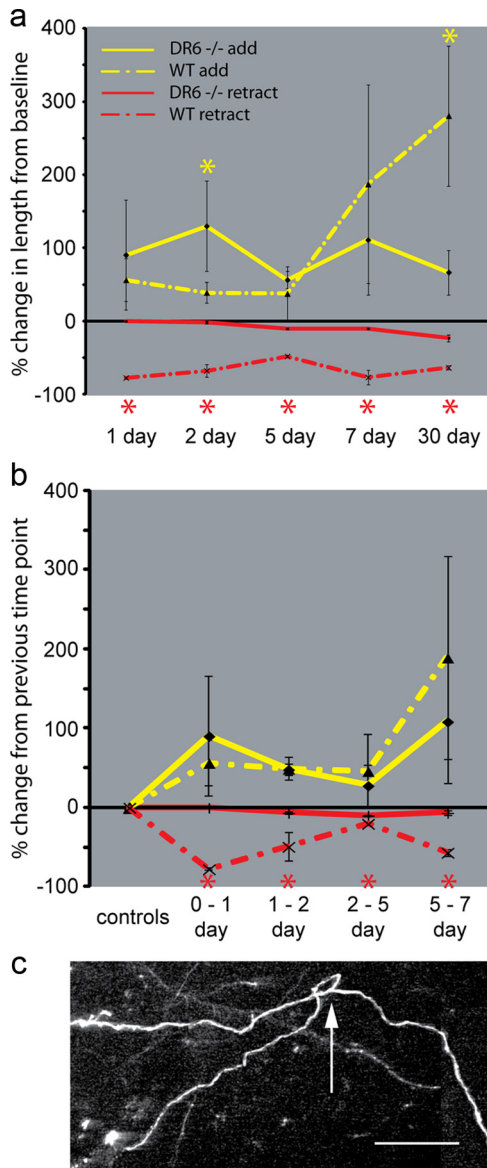 a
% change in length from baseline
400
300
200
100
0
-100
DR6 -/- add
WT add
DR6 -/- retract
WT retract
*
*
* * * * *
1 day 2 day 5 day 7 day 30 day
b
% change from previous time point
400
300
200
100
0
-100
* * * *
controls 0 - 1 day 1 - 2 day 2 - 5 day 5 - 7 day
c